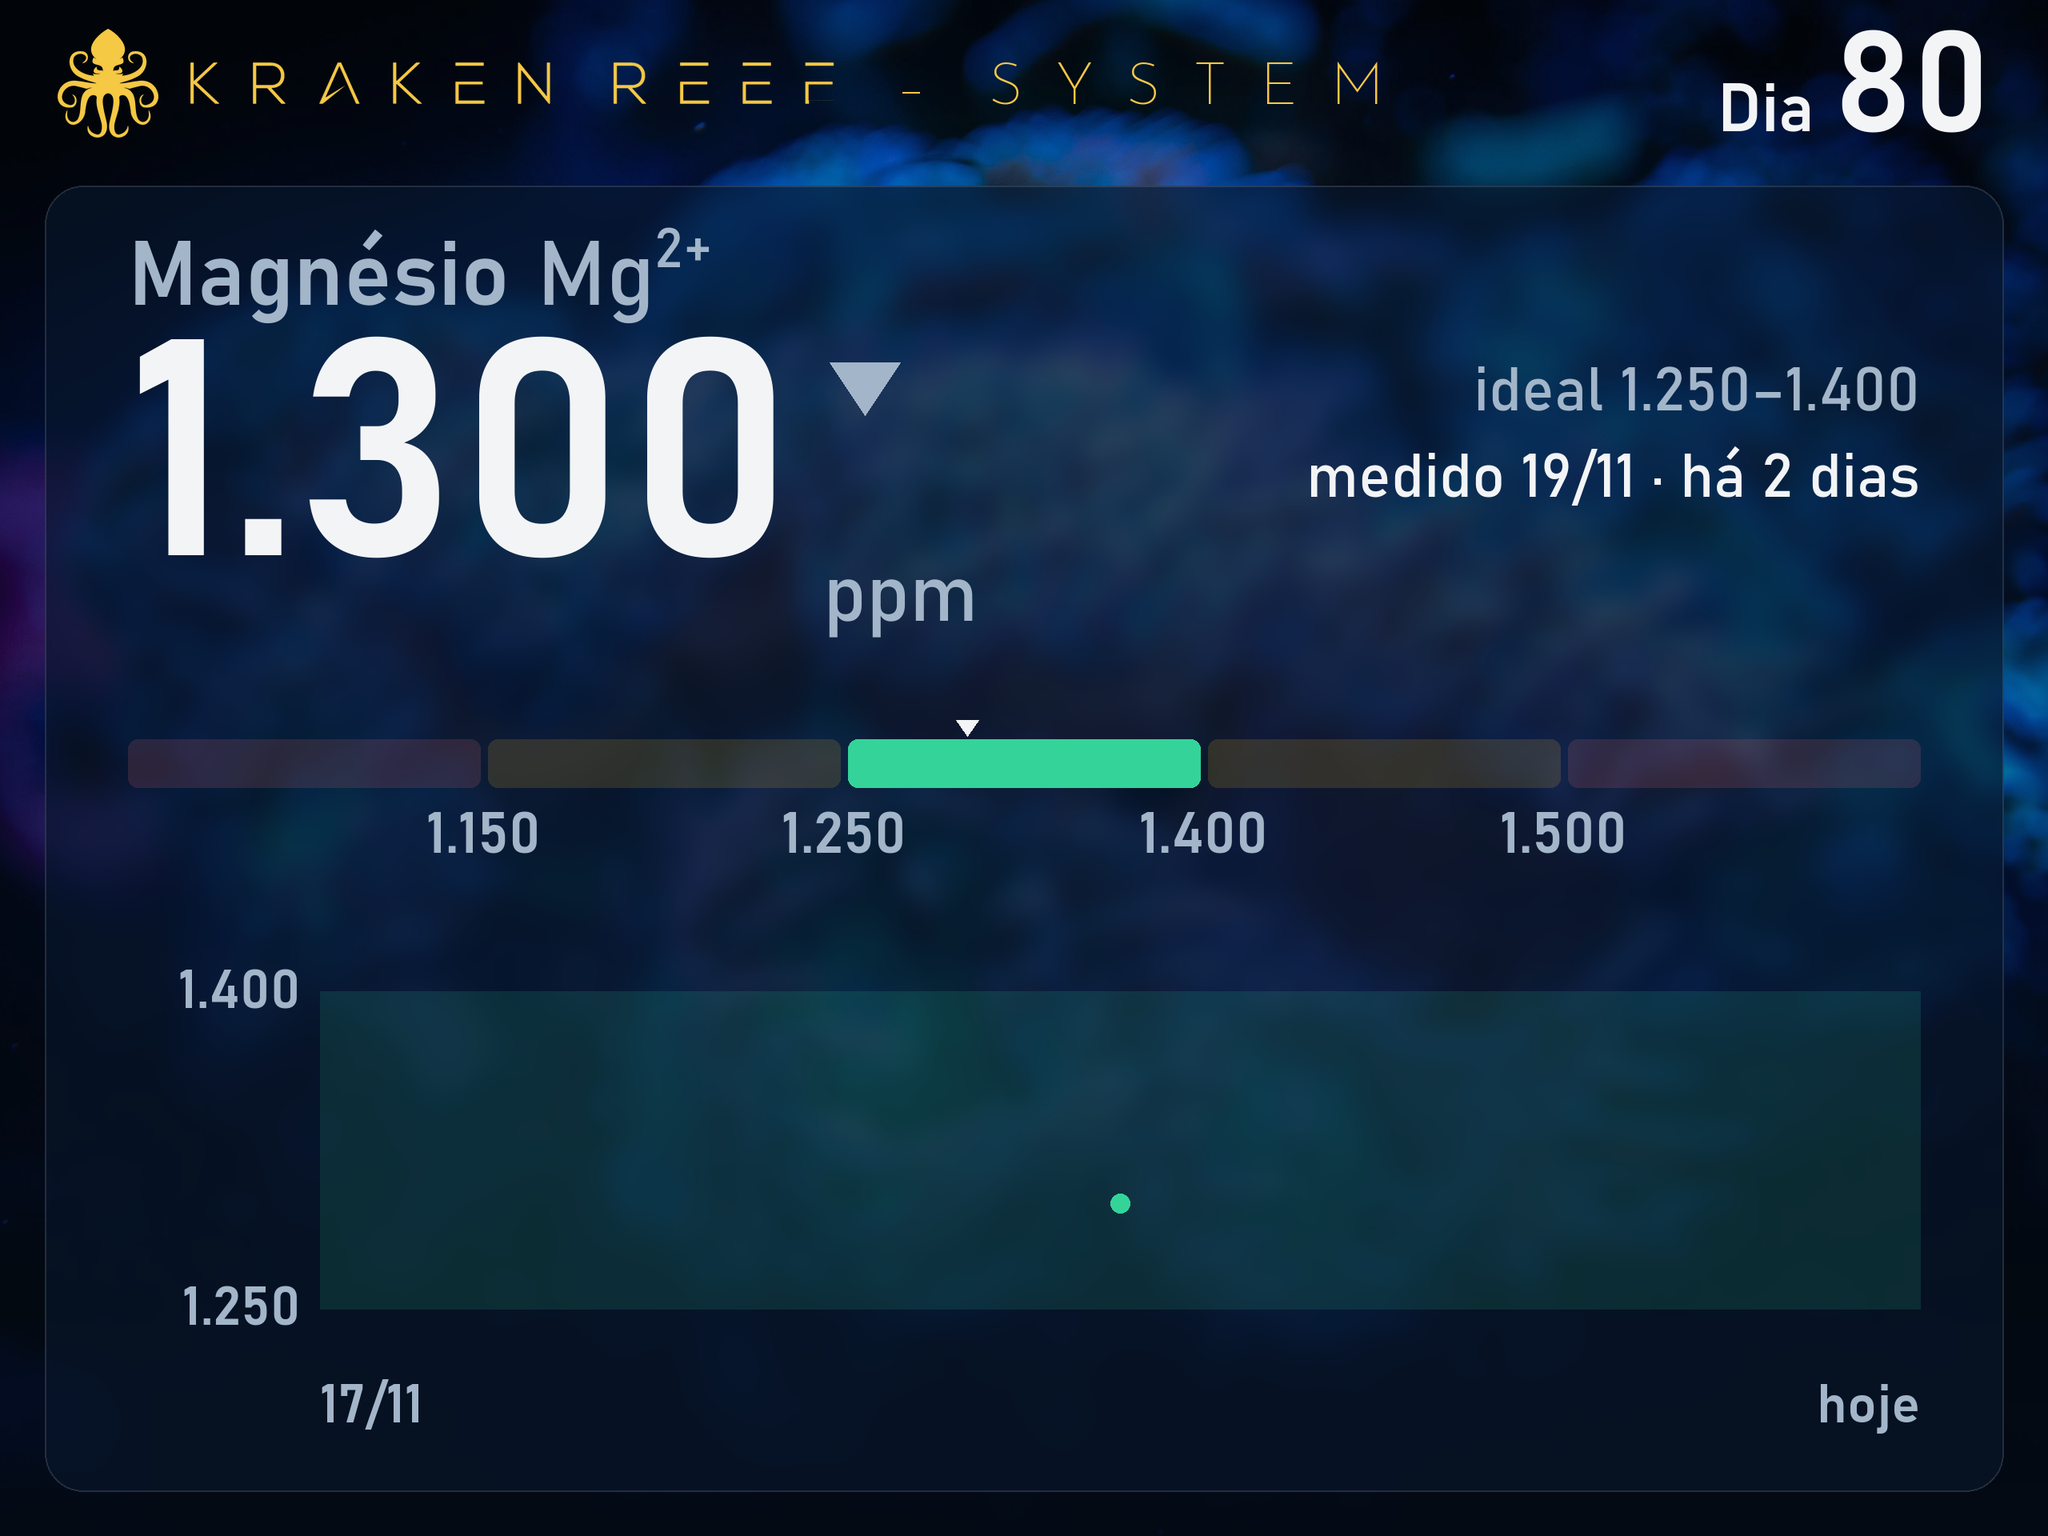 KRAKEN REEF - SYSTEM
Dia 80
Magnésio Mg²⁺
1.300
ppm
ideal 1.250–1.400
medido 19/11 · há 2 dias
1.150 1.250 1.400 1.500
1.400
1.250
17/11 hoje